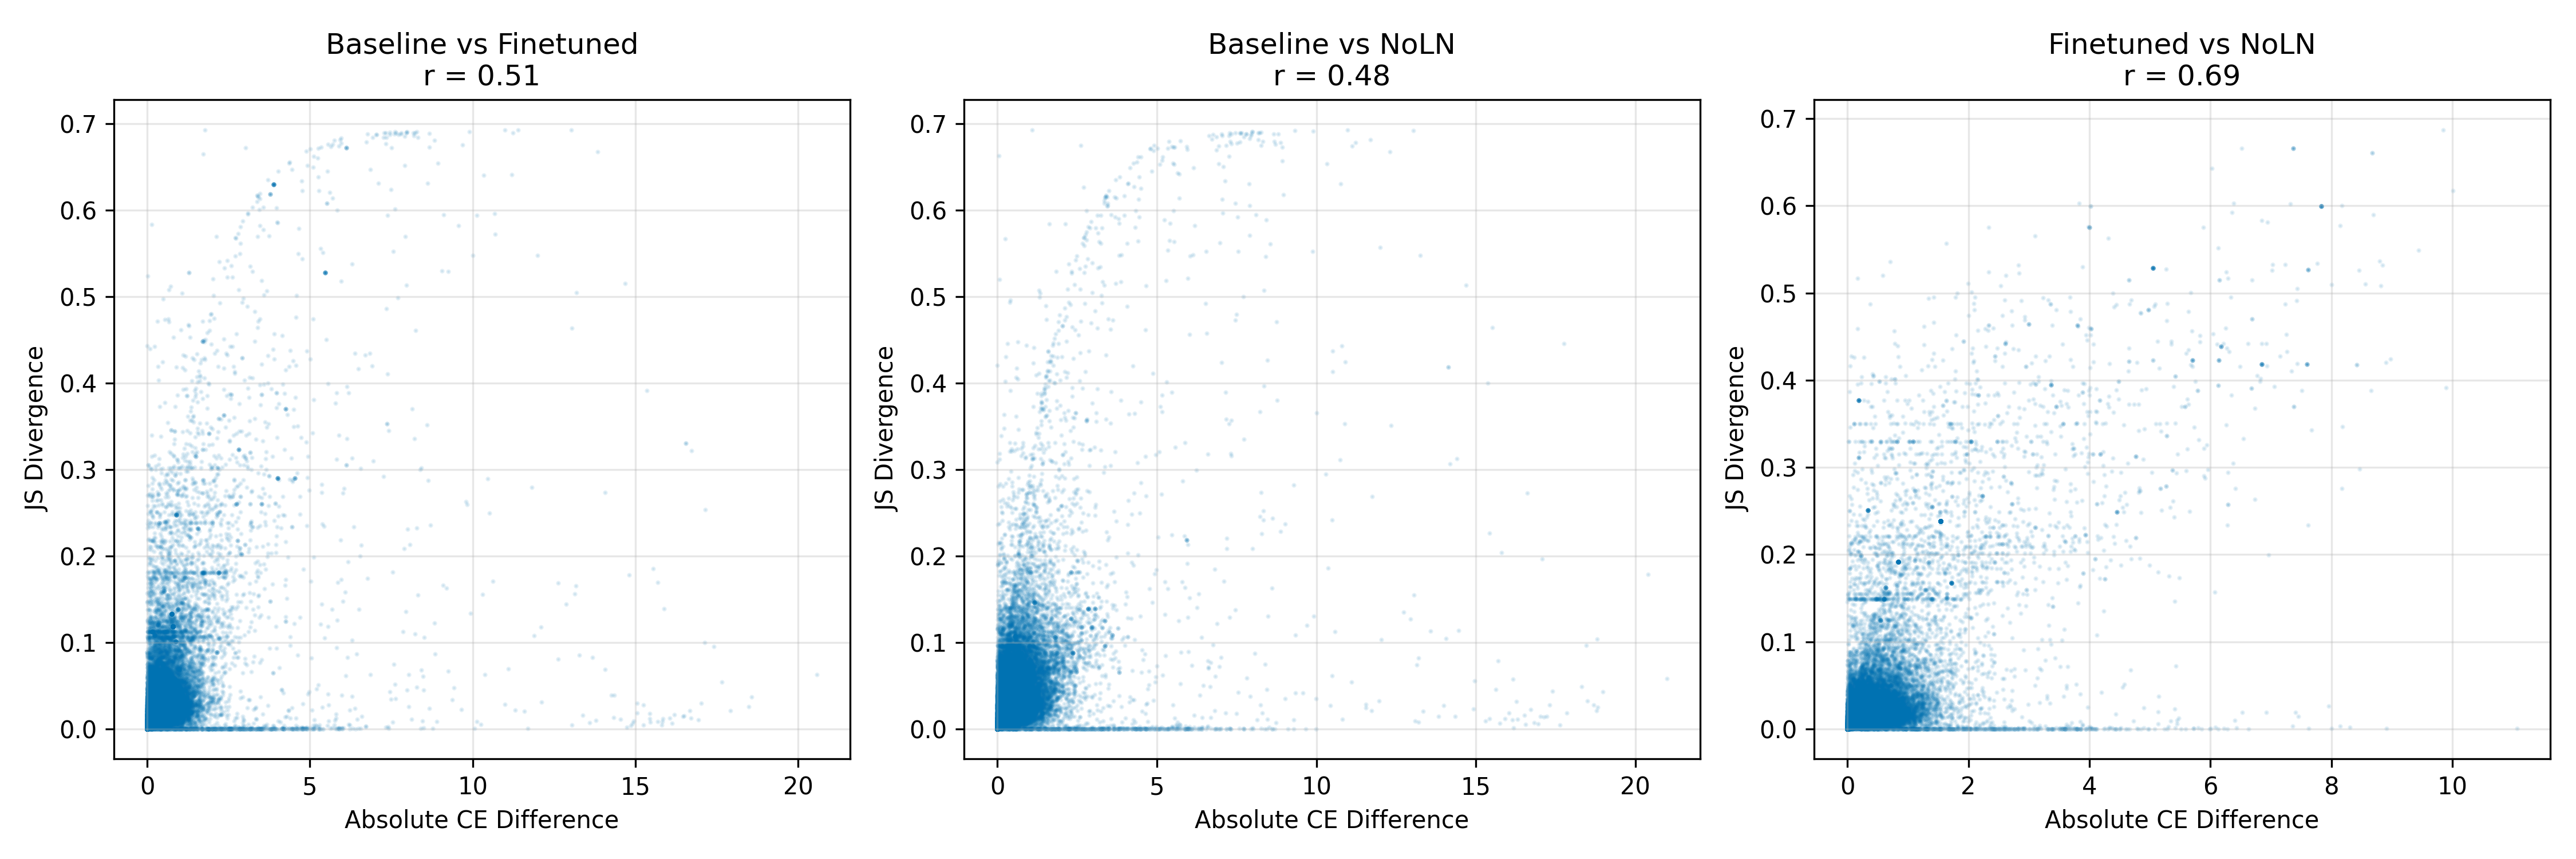 Baseline vs Finetuned
r = 0.51
JS Divergence
0.7
0.6
0.5
0.4
0.3
0.2
0.1
0.0
0 5 10 15 20
Absolute CE Difference
Baseline vs NoLN
r = 0.48
JS Divergence
0.7
0.6
0.5
0.4
0.3
0.2
0.1
0.0
0 5 10 15 20
Absolute CE Difference
Finetuned vs NoLN
r = 0.69
JS Divergence
0.7
0.6
0.5
0.4
0.3
0.2
0.1
0.0
0 2 4 6 8 10
Absolute CE Difference